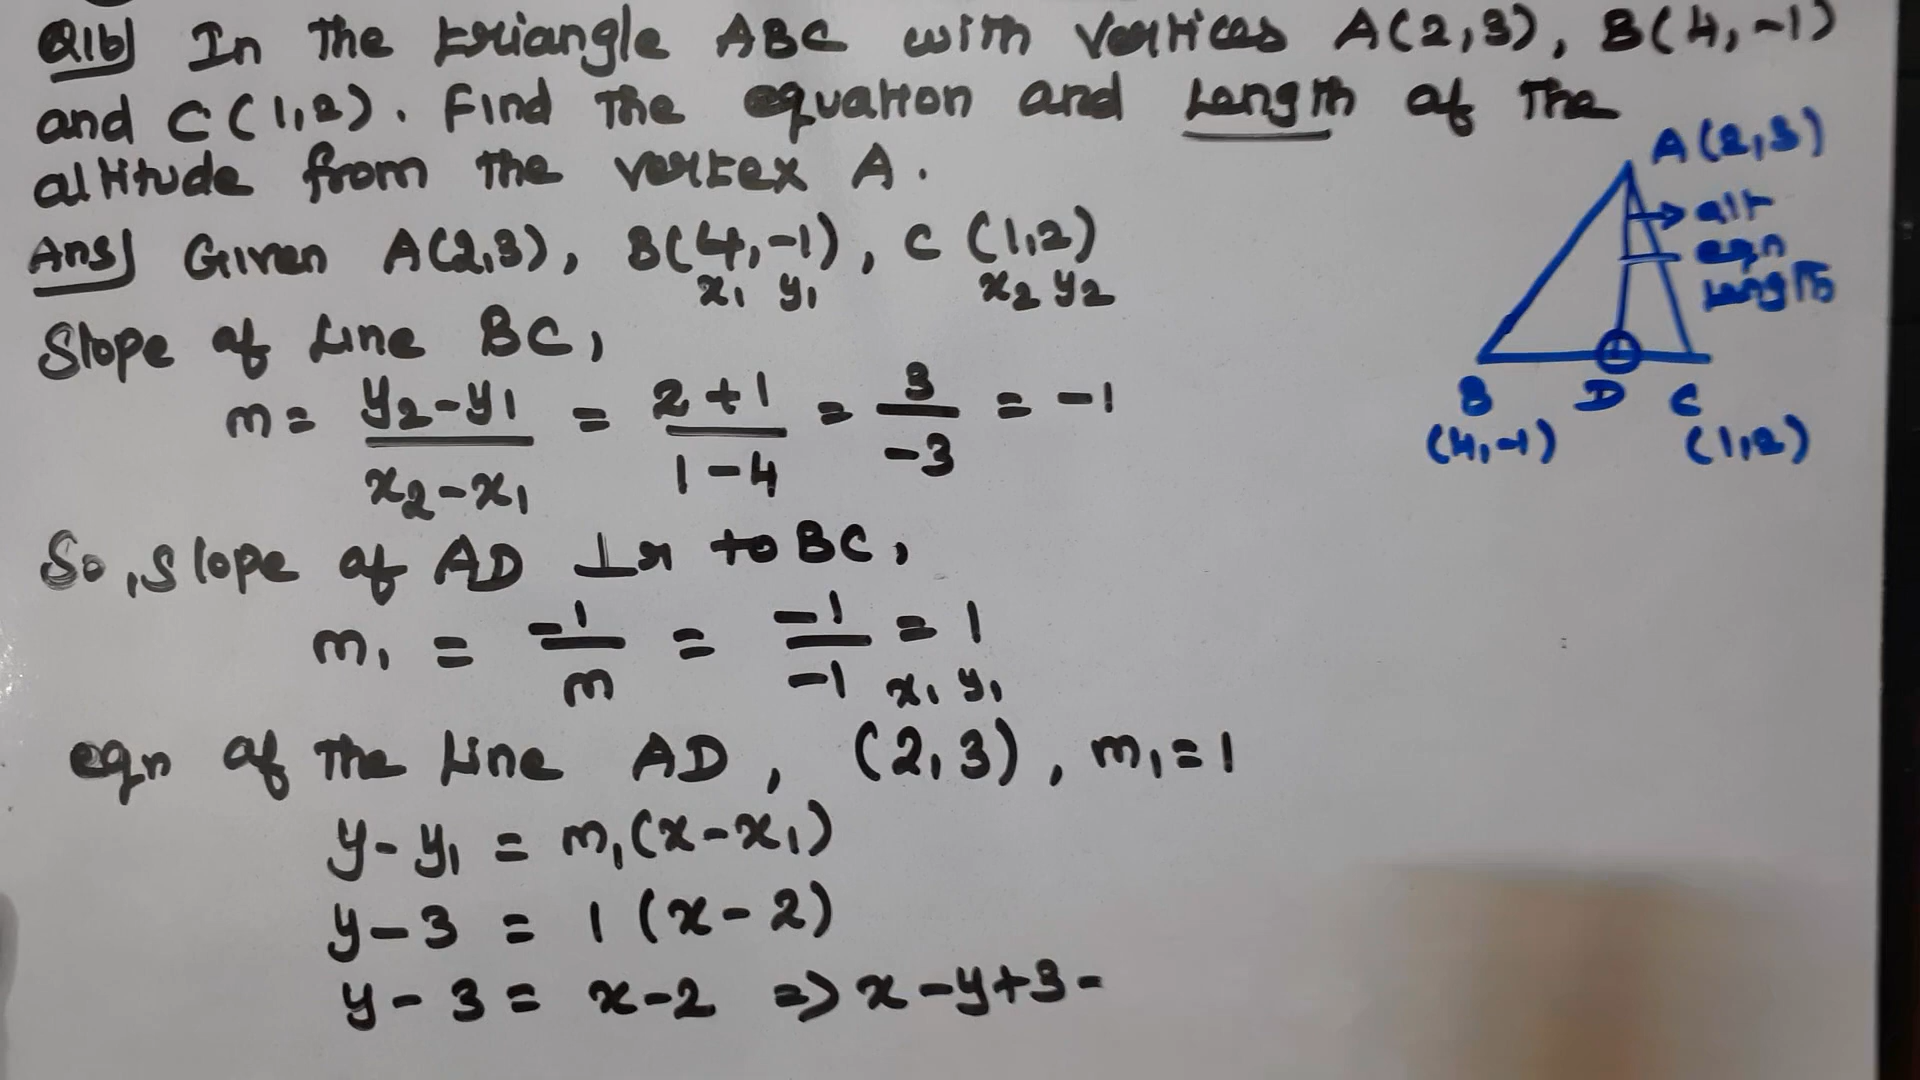 Q16) In the triangle ABC with vertices A(2,3), B(4,-1)
and C(1,2). Find the equation and Length of the
altitude from the vertex A.
A(2,3)
alt
eqn
length
B D C
(4,-1) (1,2)
Ans) Given A(2,3), B(4,-1), C (1,2)
x₁ y₁ x₂ y₂
Slope of Line BC,
m = y₂-y₁ / x₂-x₁ = 2+1 / 1-4 = 3 / -3 = -1
So, slope of AD ⊥r to BC,
m₁ = -1 / m = -1 / -1 = 1
x₁ y₁
eqn of the Line AD, (2,3), m₁=1
y-y₁ = m₁(x-x₁)
y-3 = 1 (x-2)
y-3 = x-2 => x-y+3-